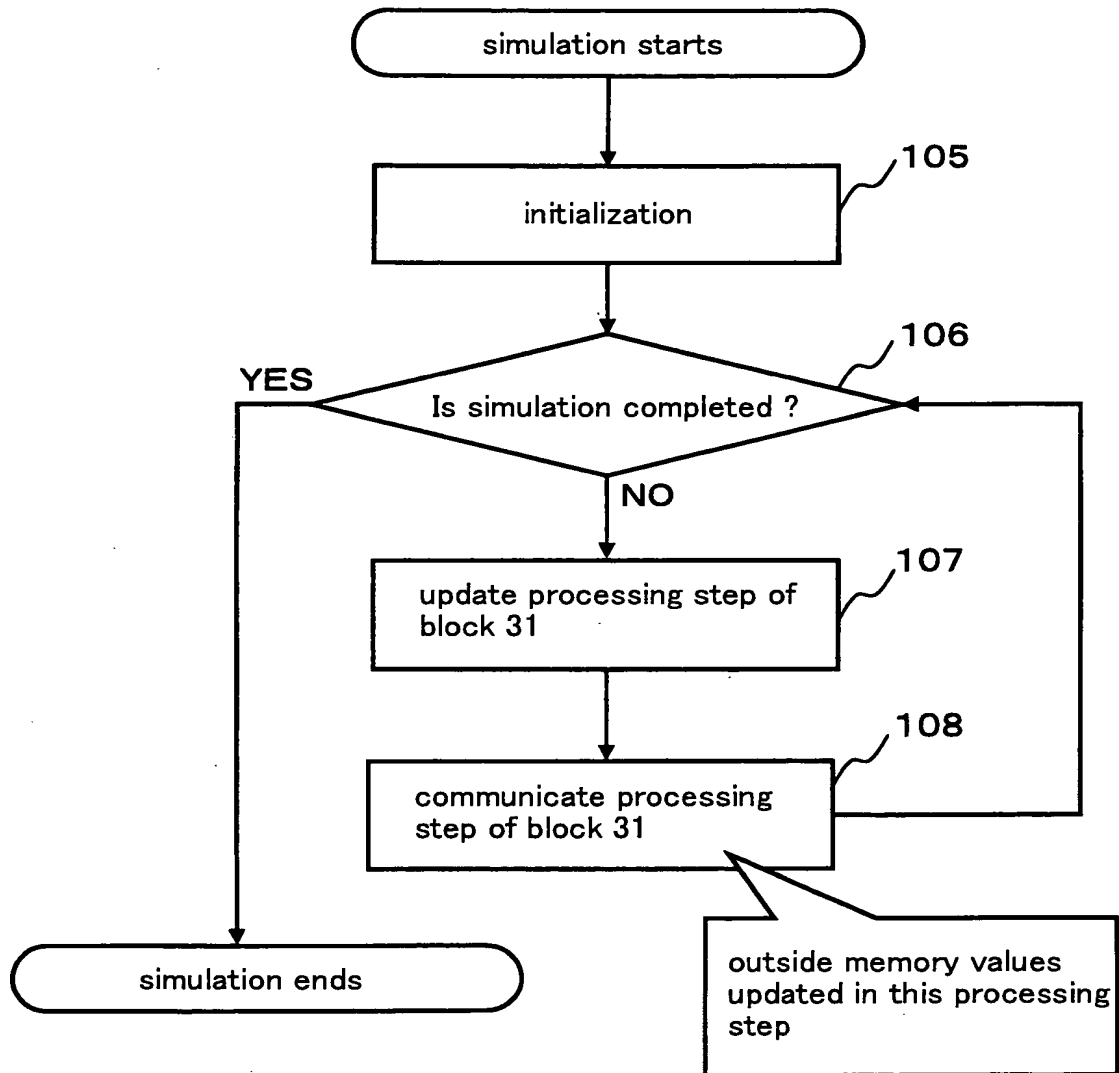 simulation starts
105
initialization
106
YES
Is simulation completed ?
NO
107
update processing step of
block 31
108
communicate processing
step of block 31
simulation ends
outside memory values
updated in this processing
step